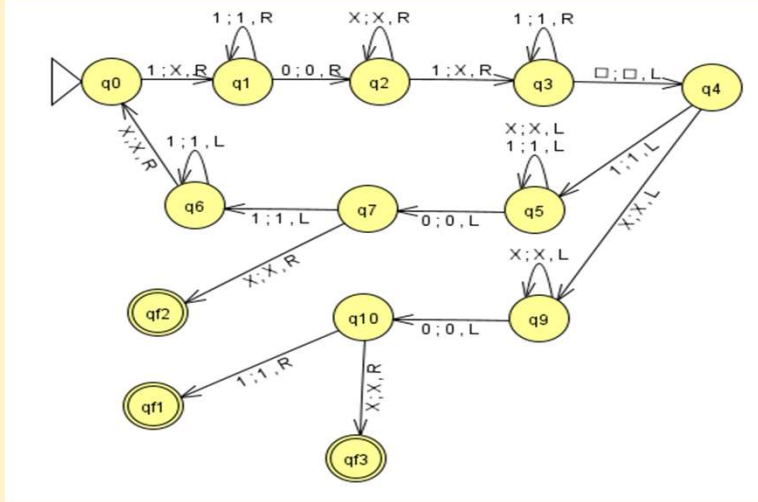 1 ; 1 , R
X ; X , R
1 ; 1 , R
q0
1 ; X , R
q1
0 ; 0 , R
q2
1 ; X , R
q3
□ ; □ , L
q4
X ; X , R
1 ; 1 , L
X ; X , L
1 ; 1 , L
1 ; 1 , L
X ; X , L
q6
1 ; 1 , L
q7
0 ; 0 , L
q5
X ; X , R
X ; X , L
qf2
q10
0 ; 0 , L
q9
1 ; 1 , R
X ; X , R
qf1
qf3